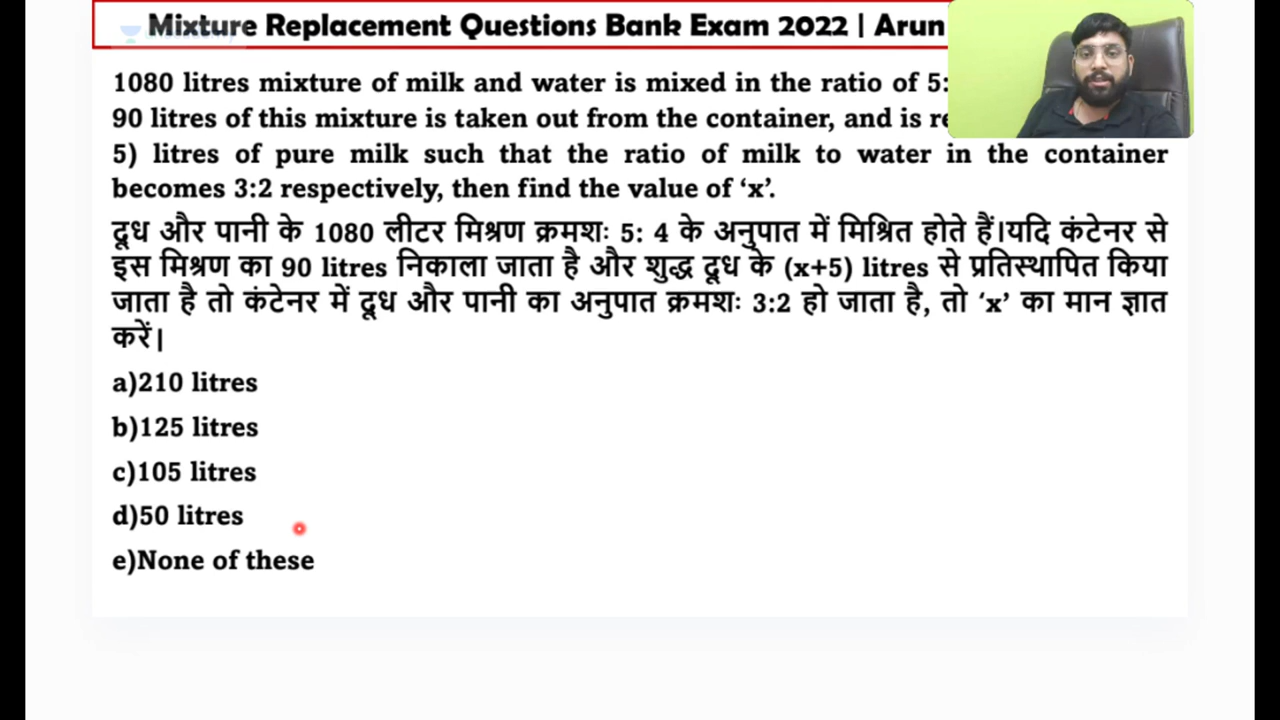 Mixture Replacement Questions Bank Exam 2022 | Arun
1080 litres mixture of milk and water is mixed in the ratio of 5:
90 litres of this mixture is taken out from the container, and is re
5) litres of pure milk such that the ratio of milk to water in the container
becomes 3:2 respectively, then find the value of ‘x’.
दूध और पानी के 1080 लीटर मिश्रण क्रमशः 5: 4 के अनुपात में मिश्रित होते हैं।यदि कंटेनर से
इस मिश्रण का 90 litres निकाला जाता है और शुद्ध दूध के (x+5) litres से प्रतिस्थापित किया
जाता है तो कंटेनर में दूध और पानी का अनुपात क्रमशः 3:2 हो जाता है, तो ‘x’ का मान ज्ञात
करें।
a)210 litres
b)125 litres
c)105 litres
d)50 litres
e)None of these